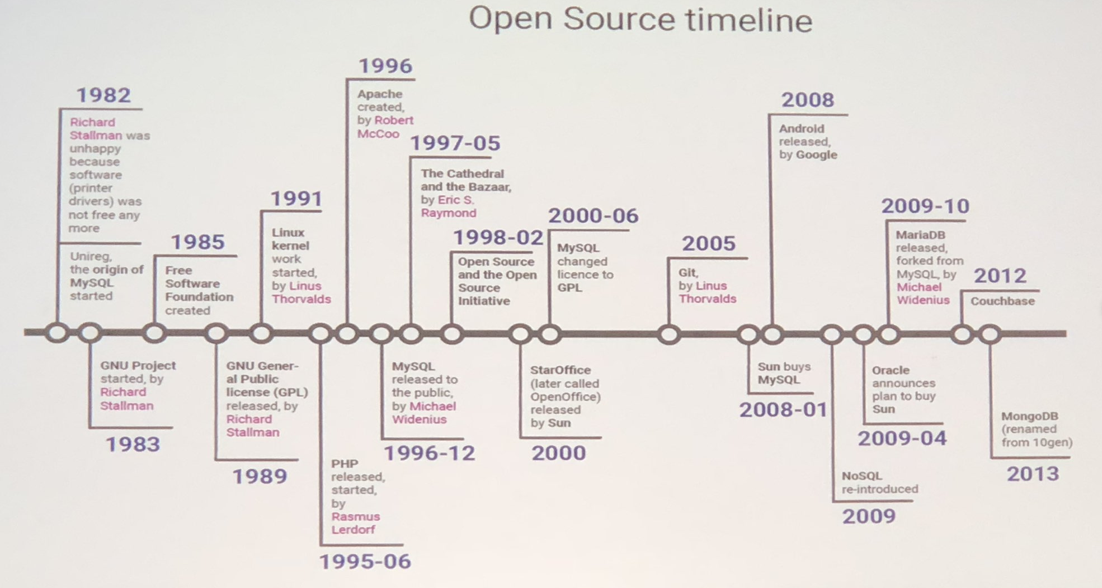 Open Source timeline
1982
Richard
Stallman was
unhappy
because
software
(printer
drivers) was
not free any
more
Unireg,
the origin of
MySQL
started
GNU Project
started, by
Richard
Stallman
1983
1985
Free
Software
Foundation
created
GNU Gener-
al Public
license (GPL)
released, by
Richard
Stallman
1989
1991
Linux
kernel
work
started,
by Linus
Thorvalds
PHP
released,
started,
by
Rasmus
Lerdorf
1995-06
1996
Apache
created,
by Robert
McCoo
MySQL
released to
the public,
by Michael
Widenius
1996-12
1997-05
The Cathedral
and the Bazaar,
by Eric S.
Raymond
1998-02
Open Source
and the Open
Source
Initiative
StarOffice
(later called
OpenOffice)
released
by Sun
2000
2000-06
MySQL
changed
licence to
GPL
2005
Git,
by Linus
Thorvalds
Sun buys
MySQL
2008-01
2008
Android
released,
by Google
NoSQL
re-introduced
2009
Oracle
announces
plan to buy
Sun
2009-04
2009-10
MariaDB
released,
forked from
MySQL, by
Michael
Widenius
2012
Couchbase
MongoDB
(renamed
from 10gen)
2013